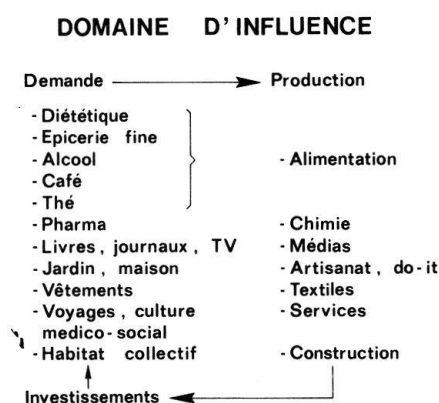 DOMAINE D'INFLUENCE
Demande Production
- Diététique
- Epicerie fine
- Alcool - Alimentation
- Café
- Thé
- Pharma - Chimie
- Livres, journaux, TV - Médias
- Jardin, maison - Artisanat, do-it
- Vêtements - Textiles
- Voyages, culture - Services
medico-social
- Habitat collectif - Construction
Investissements